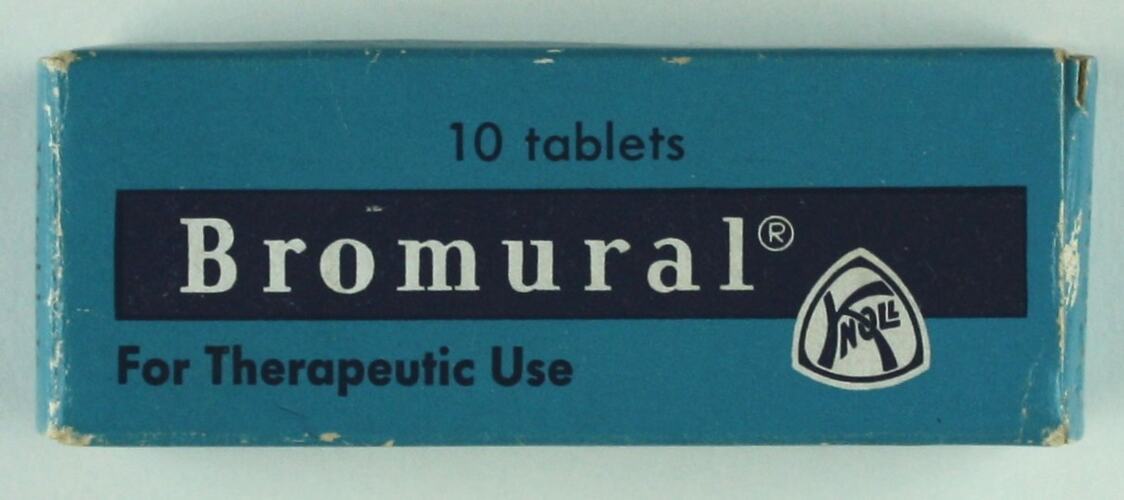 10 tablets
Bromural®
KNOLL
For Therapeutic Use